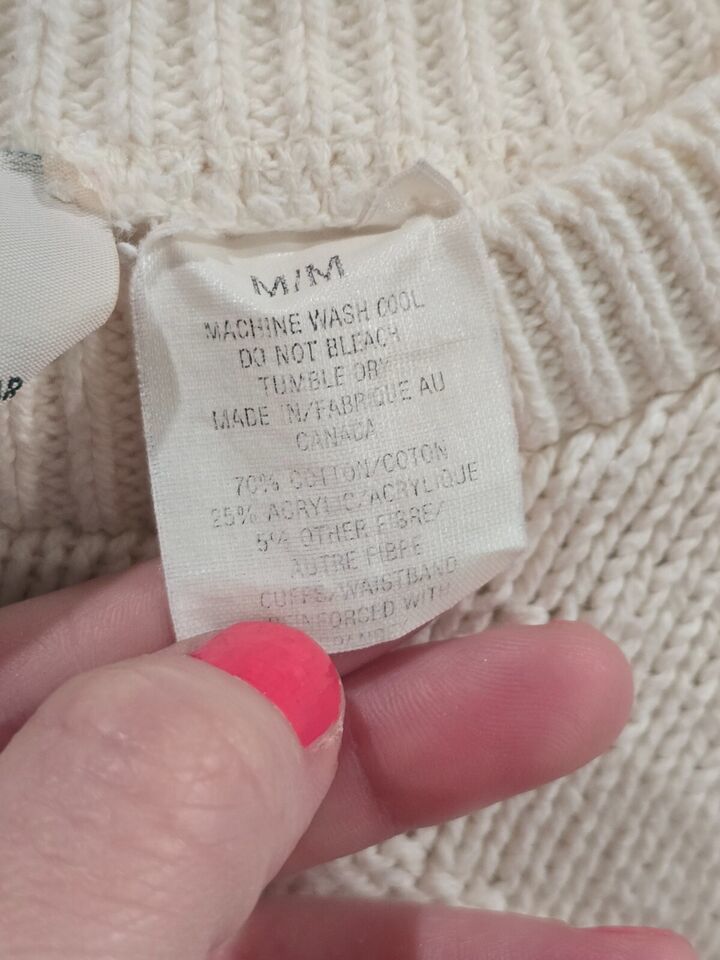 M/M
MACHINE WASH COOL
DO NOT BLEACH
TUMBLE DRY
MADE IN/FABRIQUE AU
CANADA
70% COTTON/COTON
25% ACRYLIC/ACRYLIQUE
5% OTHER FIBRE/
AUTRE FIBRE
CUFFS/WAISTBAND
REINFORCED WITH